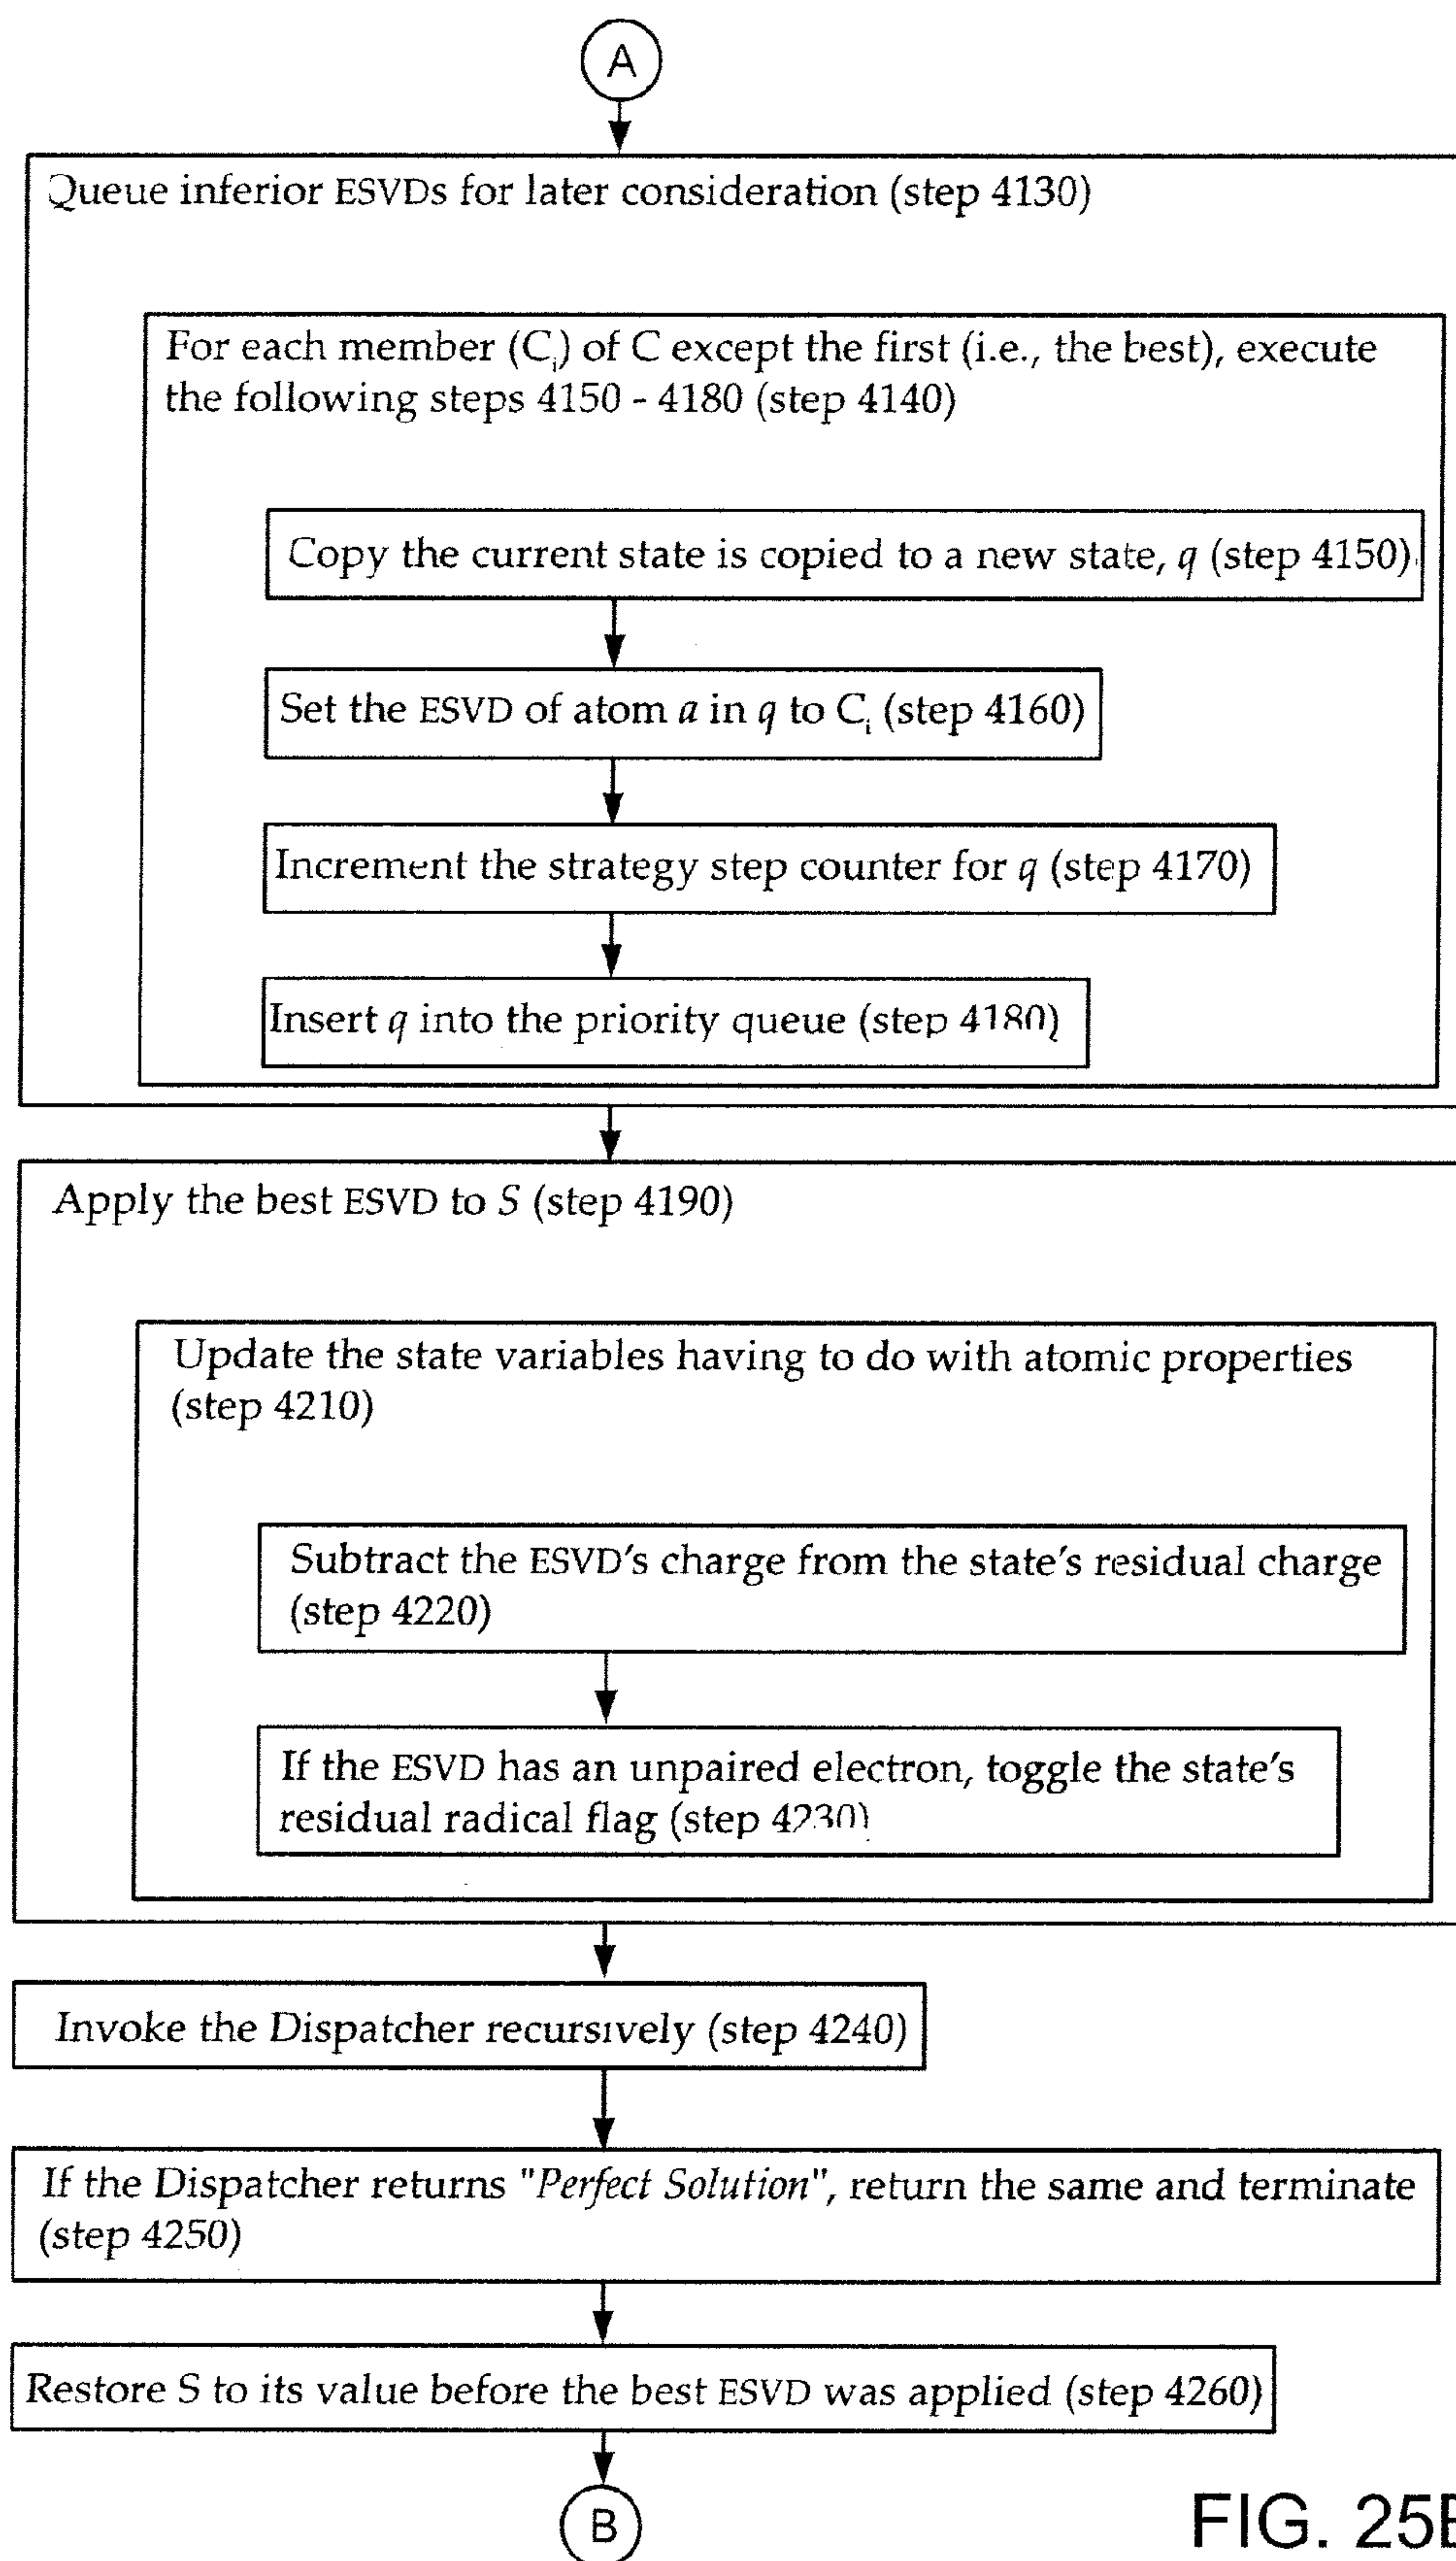 A
Queue inferior ESVDs for later consideration (step 4130)
For each member (Cᵢ) of C except the first (i.e., the best), execute
the following steps 4150 - 4180 (step 4140)
Copy the current state is copied to a new state, q (step 4150)
Set the ESVD of atom a in q to Cᵢ (step 4160)
Increment the strategy step counter for q (step 4170)
Insert q into the priority queue (step 4180)
Apply the best ESVD to S (step 4190)
Update the state variables having to do with atomic properties
(step 4210)
Subtract the ESVD's charge from the state's residual charge
(step 4220)
If the ESVD has an unpaired electron, toggle the state's
residual radical flag (step 4230)
Invoke the Dispatcher recursively (step 4240)
If the Dispatcher returns "Perfect Solution", return the same and terminate
(step 4250)
Restore S to its value before the best ESVD was applied (step 4260)
B
FIG. 25B